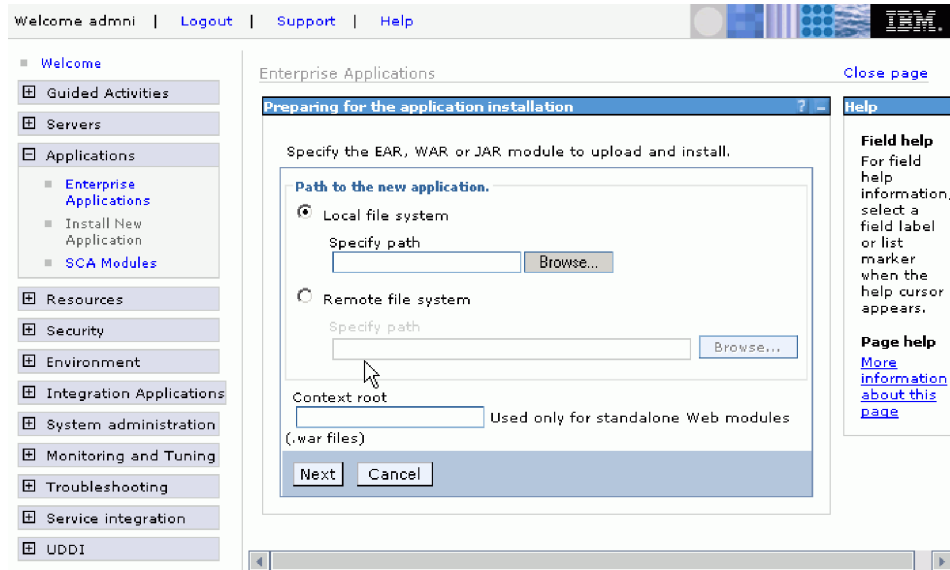 Welcome admni | Logout | Support | Help
IBM.
Welcome
Guided Activities
Servers
Applications
Enterprise
Applications
Install New
Application
SCA Modules
Resources
Security
Environment
Integration Applications
System administration
Monitoring and Tuning
Troubleshooting
Service integration
UDDI
Enterprise Applications
Close page
Preparing for the application installation
? –
Specify the EAR, WAR or JAR module to upload and install.
Path to the new application.
Local file system
Specify path
Browse...
Remote file system
Specify path
Browse...
Context root
Used only for standalone Web modules
(.war files)
Next Cancel
Help
Field help
For field
help
information,
select a
field label
or list
marker
when the
help cursor
appears.
Page help
More
information
about this
page